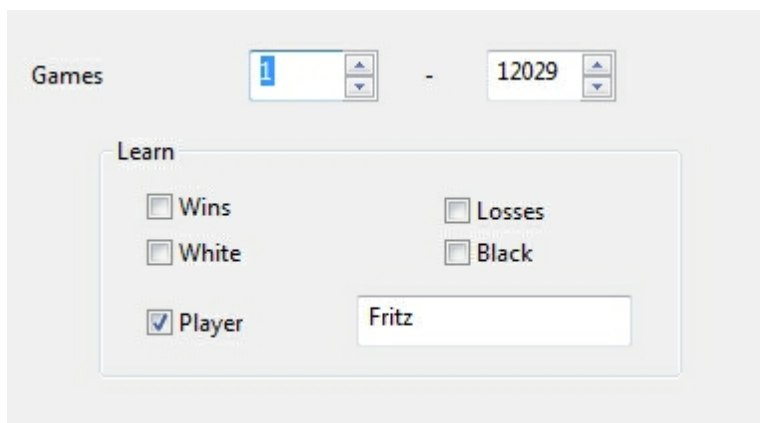 Games 1 - 12029
Learn
Wins Losses
White Black
Player Fritz